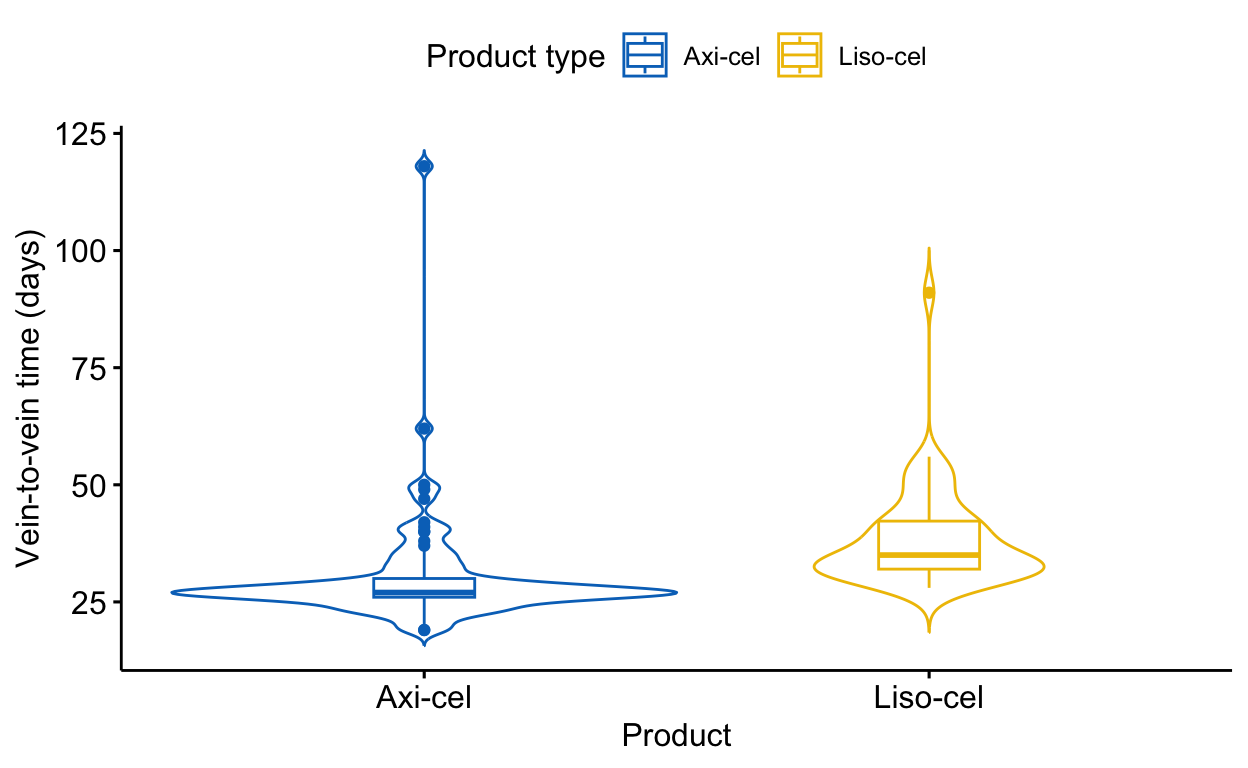 Product type Axi-cel Liso-cel
125
100
75
50
25
Vein-to-vein time (days)
Axi-cel Liso-cel
Product